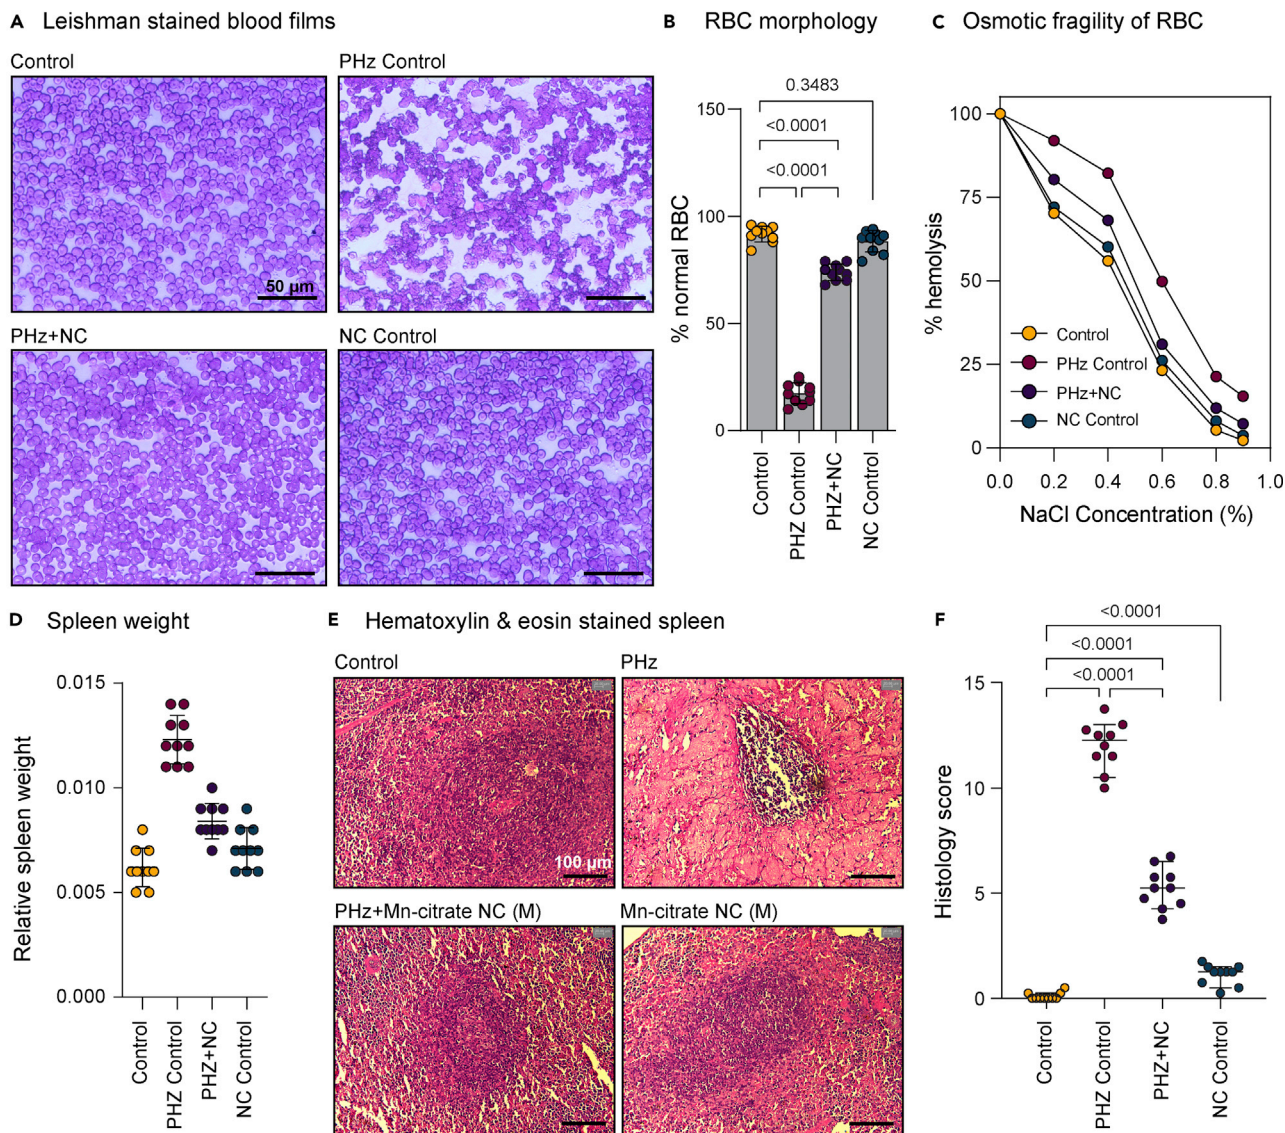 A Leishman stained blood films
Control
PHz Control
50 µm
PHz+NC
NC Control
B RBC morphology
0.3483
<0.0001
<0.0001
150
100
50
0
% normal RBC
Control
PHZ Control
PHZ+NC
NC Control
C Osmotic fragility of RBC
100
75
50
25
0
% hemolysis
Control
PHz Control
PHz+NC
NC Control
0.0 0.2 0.4 0.6 0.8 1.0
NaCl Concentration (%)
D Spleen weight
0.015
0.010
0.005
0.000
Relative spleen weight
Control
PHZ Control
PHZ+NC
NC Control
E Hematoxylin & eosin stained spleen
Control
PHz
100 µm
PHz+Mn-citrate NC (M)
Mn-citrate NC (M)
F
<0.0001
<0.0001
<0.0001
15
10
5
0
Histology score
Control
PHZ Control
PHZ+NC
NC Control